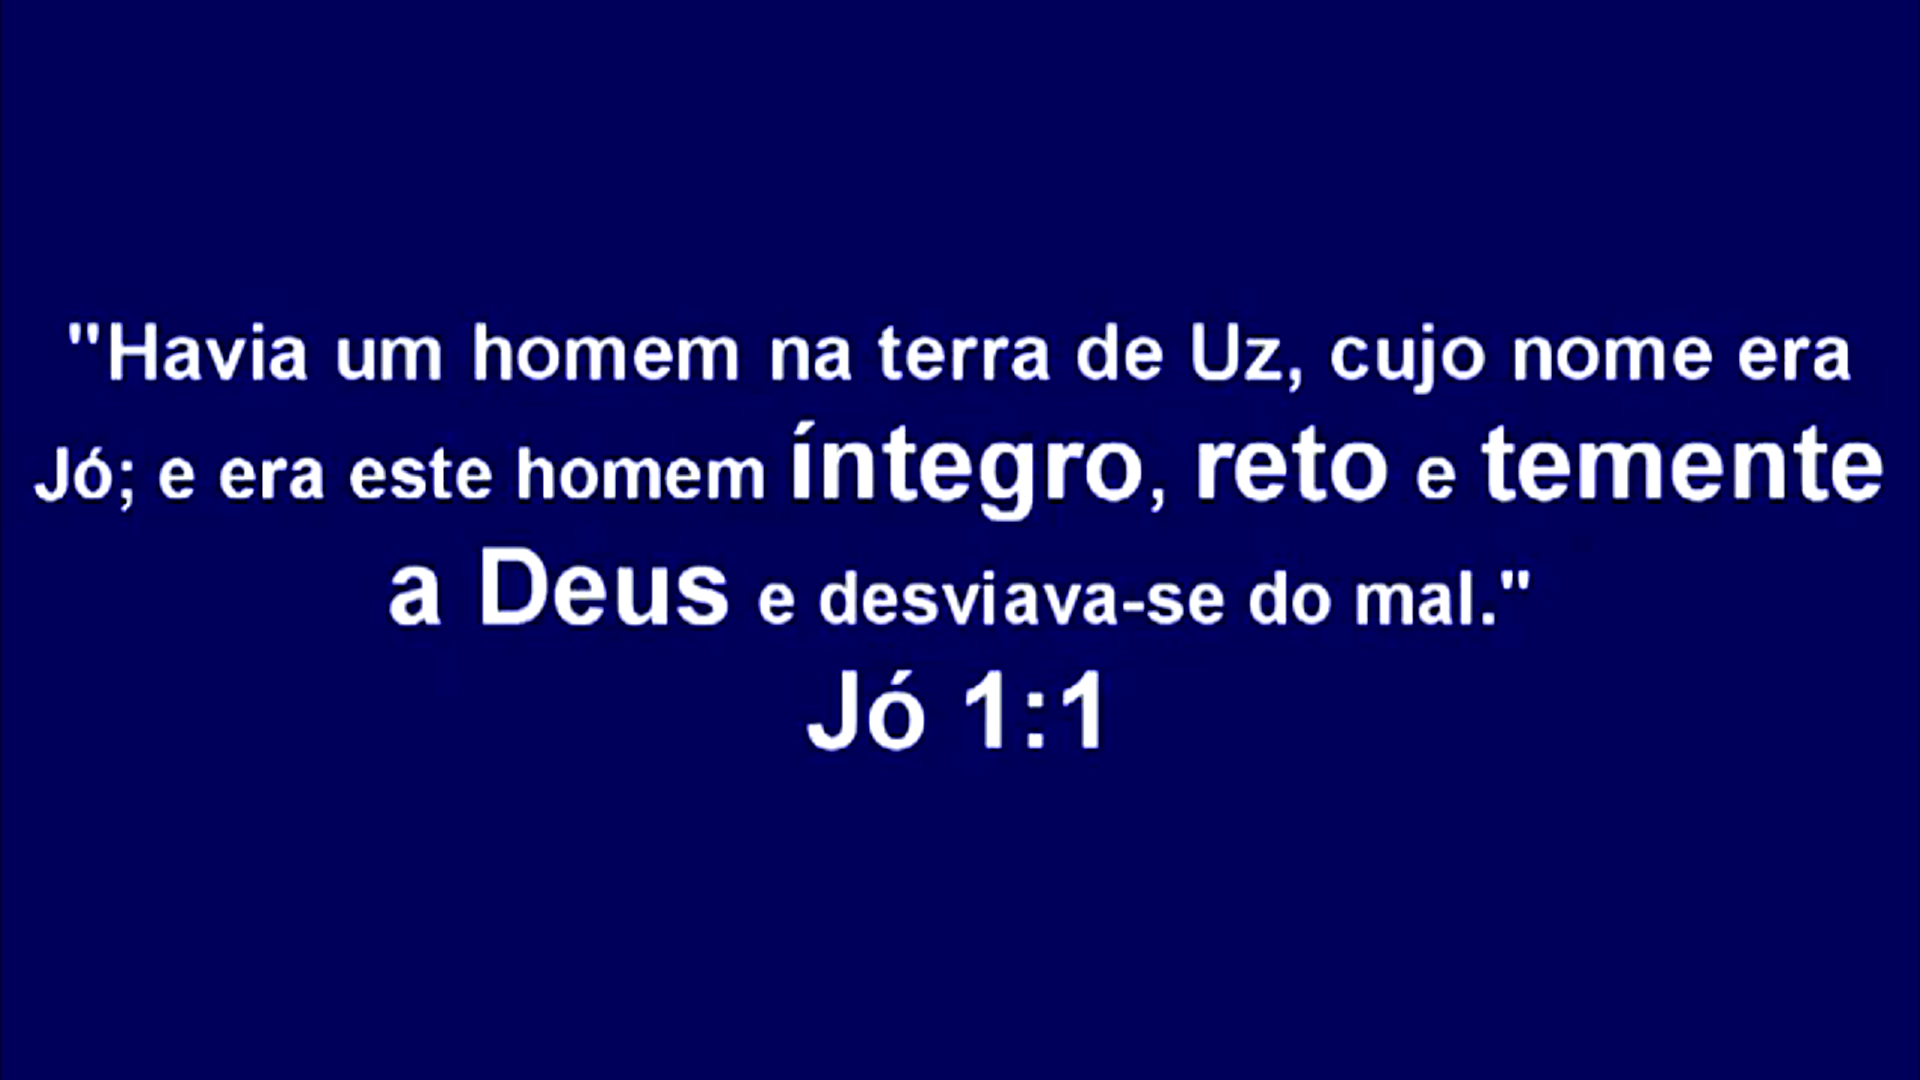 "Havia um homem na terra de Uz, cujo nome era
Jó; e era este homem íntegro, reto e temente
a Deus e desviava-se do mal."
Jó 1:1